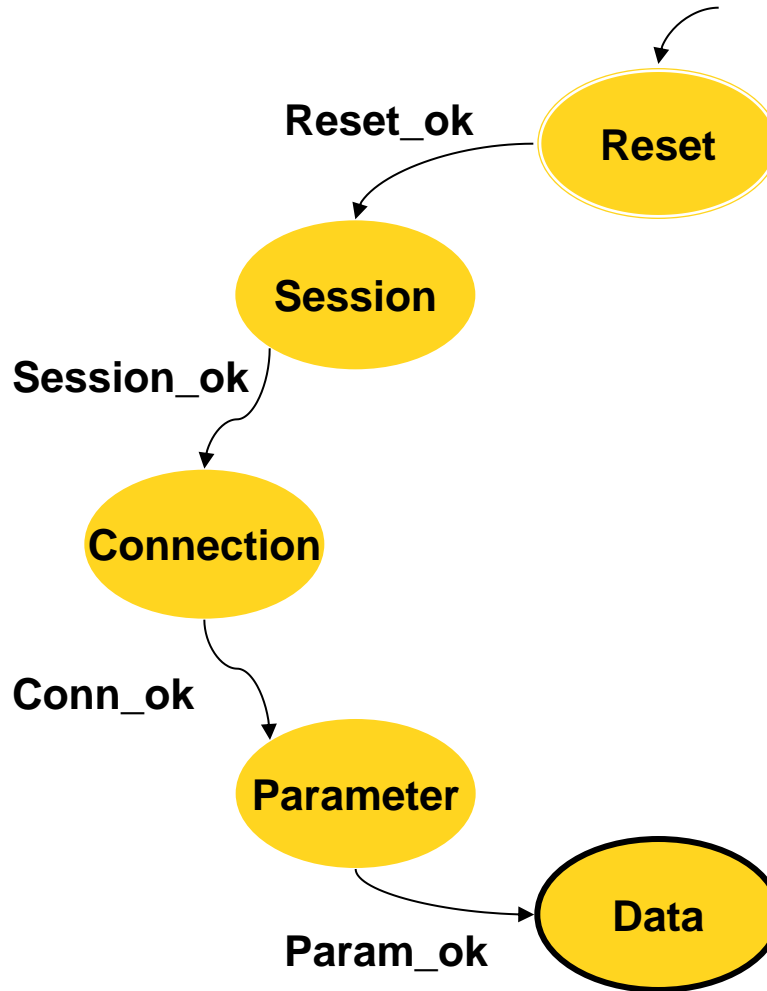 Reset_ok
Reset
Session
Session_ok
Connection
Conn_ok
Parameter
Data
Param_ok